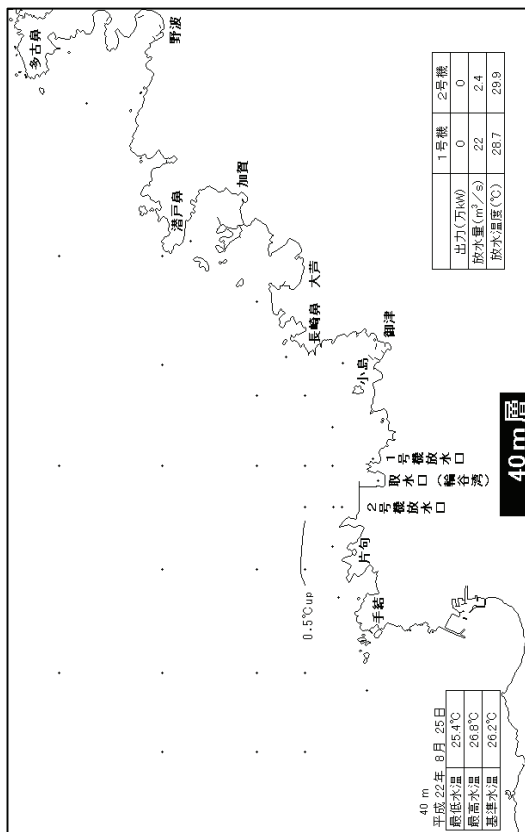 多古鼻
野波
潜戸鼻
加賀
大芦
長崎鼻
御津
小島
1号機放水口
取水口(輪谷湾)
2号機放水口
片句
手結
0.5℃up
1号機 2号機
出力(万kW) 0 0
放水量(m³/s) 22 2.4
放水温度(℃) 28.7 29.9
40m層
40 m
平成 22年 8月 25日
最低水温 25.4℃
最高水温 26.8℃
基準水温 26.2℃